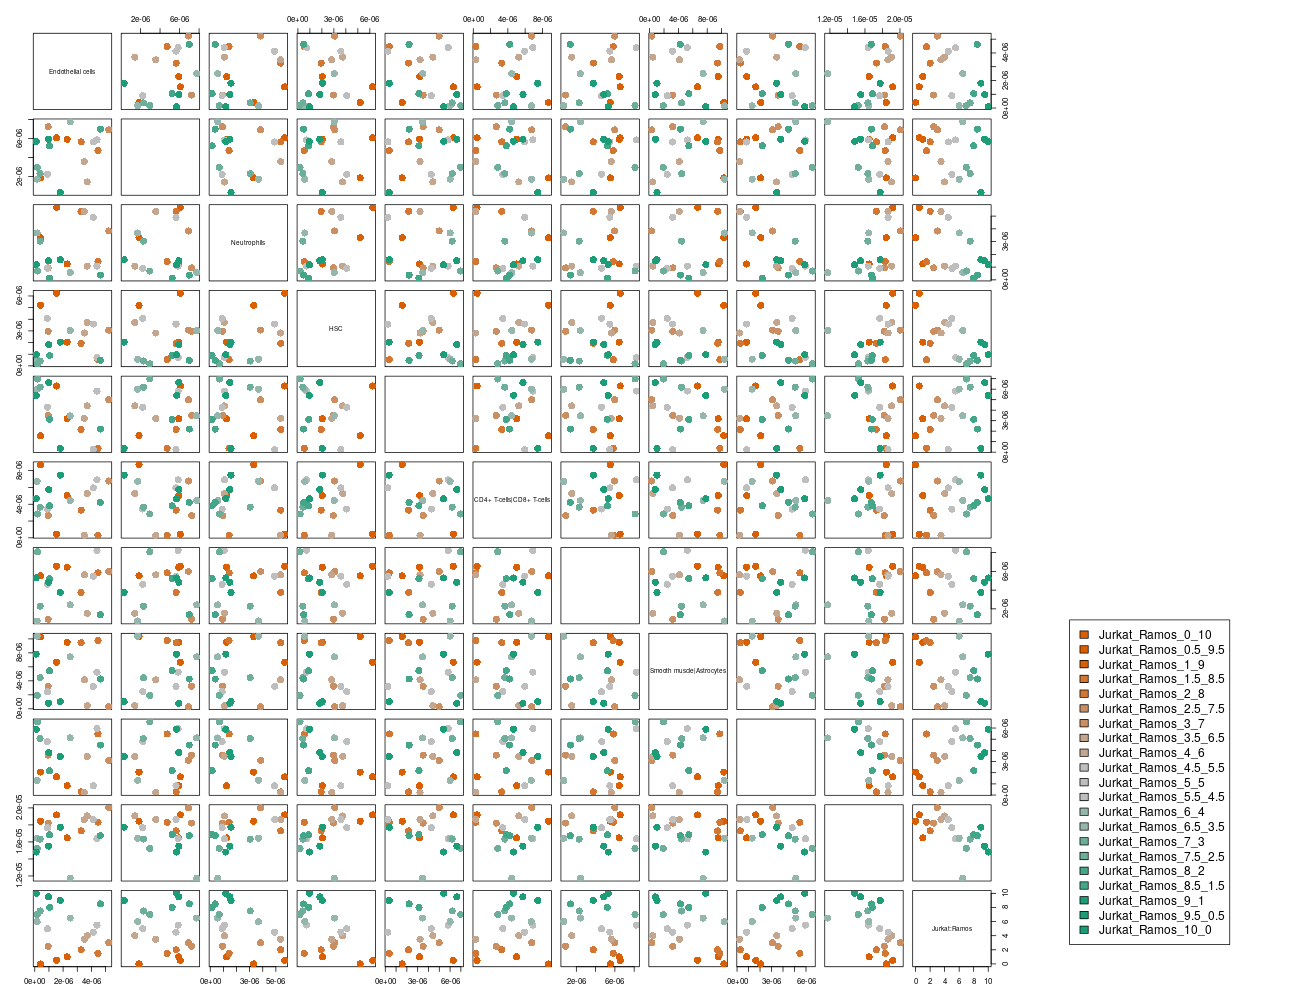 2e-06 6e-06 0e+00 3e-06 6e-06 0e+00 4e-06 8e-06 0e+00 4e-06 8e-06 1.2e-05 1.6e-05 2.0e-05
Endothelial cells
0e+00 2e-06 4e-06
2e-06 6e-06
Neutrophils
0e+00 3e-06
HSC
0e+00 3e-06 6e-06
0e+00 3e-06 6e-06
CD4+ T-cells|CD8+ T-cells
0e+00 4e-06 8e-06
2e-06 6e-06
Smooth muscle|Astrocytes
0e+00 4e-06 8e-06
0e+00 3e-06 6e-06
1.2e-05 1.6e-05 2.0e-05
Jurkat:Ramos
0 2 4 6 8 10
0e+00 2e-06 4e-06 0e+00 3e-06 5e-06 0e+00 3e-06 6e-06 2e-06 6e-06 0e+00 3e-06 6e-06 0 2 4 6 8 10
Jurkat_Ramos_0_10
Jurkat_Ramos_0.5_9.5
Jurkat_Ramos_1_9
Jurkat_Ramos_1.5_8.5
Jurkat_Ramos_2_8
Jurkat_Ramos_2.5_7.5
Jurkat_Ramos_3_7
Jurkat_Ramos_3.5_6.5
Jurkat_Ramos_4_6
Jurkat_Ramos_4.5_5.5
Jurkat_Ramos_5_5
Jurkat_Ramos_5.5_4.5
Jurkat_Ramos_6_4
Jurkat_Ramos_6.5_3.5
Jurkat_Ramos_7_3
Jurkat_Ramos_7.5_2.5
Jurkat_Ramos_8_2
Jurkat_Ramos_8.5_1.5
Jurkat_Ramos_9_1
Jurkat_Ramos_9.5_0.5
Jurkat_Ramos_10_0